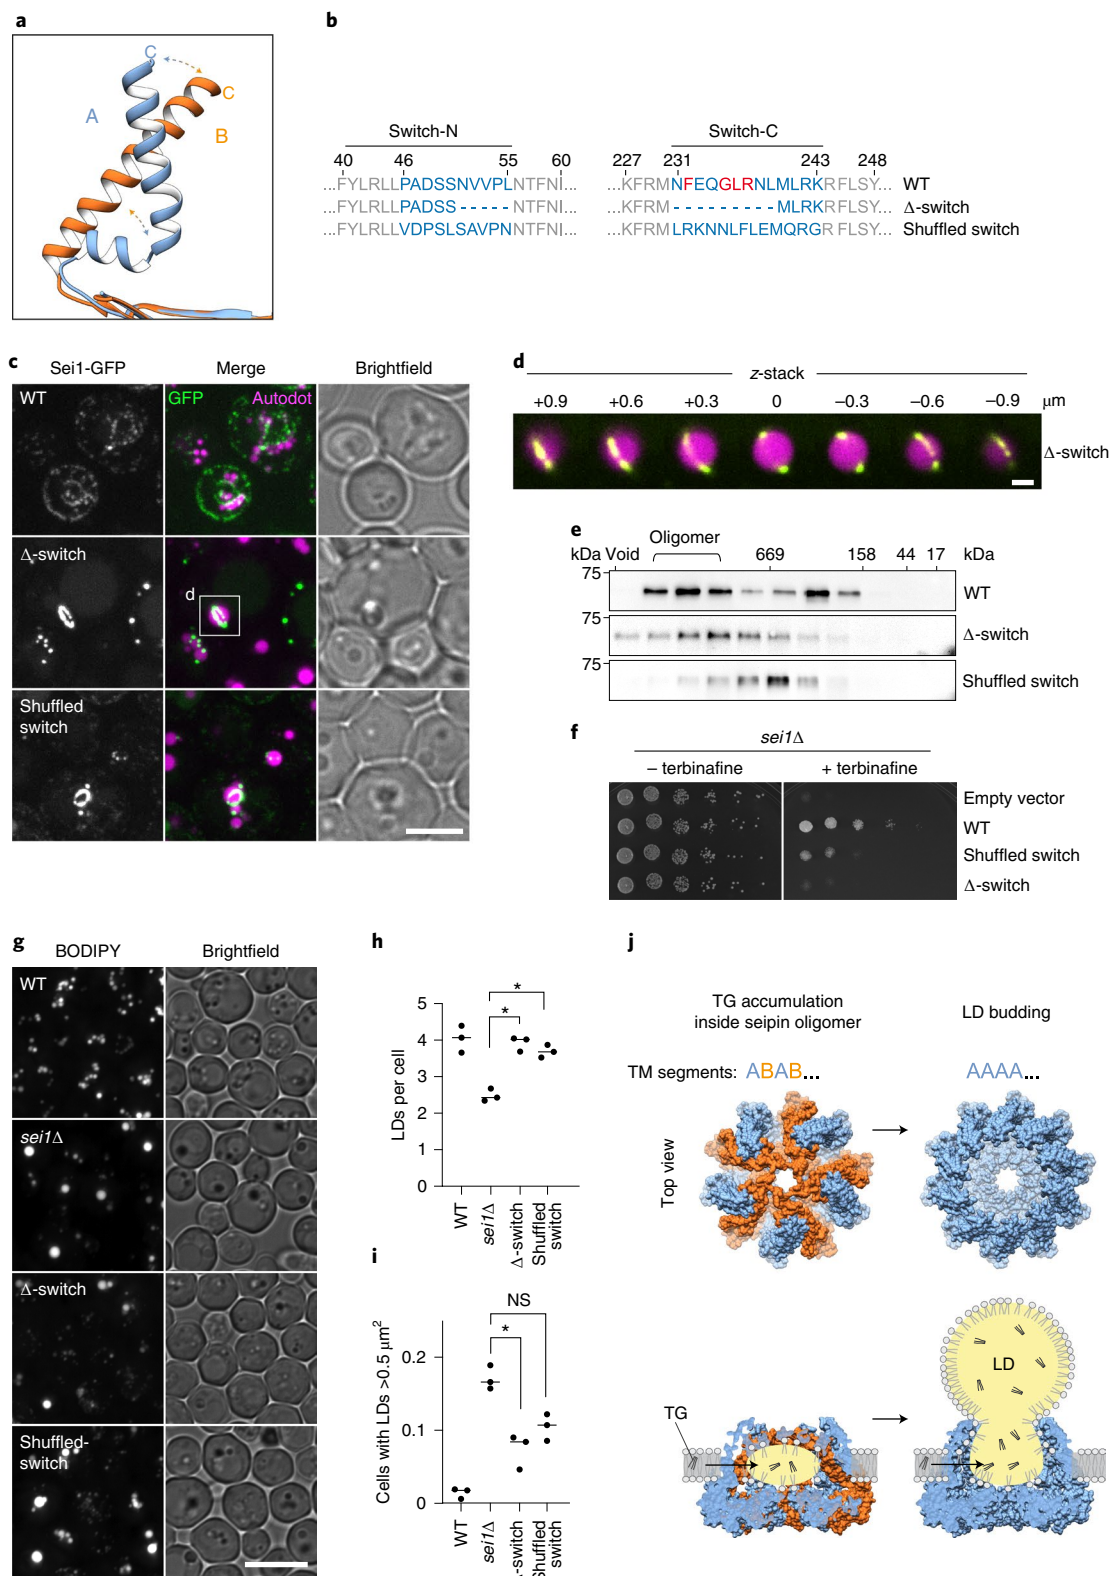 a
C
C
A
B
b
Switch-N Switch-C
40 46 55 60 227 231 243 248
...FYLRLLPADSSNVVPLNTFNI... ...KFRMNFEQGLRNLMLRKRFLSY... WT
...FYLRLLPADSS-----NTFNI... ...KFRM--------MLRKRFLSY... Δ-switch
...FYLRLLVDPSLSAVPNNTFNI... ...KFRMLRKNNLFLEMQRGRFLSY... Shuffled switch
c
Sei1-GFP Merge Brightfield
WT
GFP Autodot
Δ-switch
d
Shuffled
switch
d
z-stack
+0.9 +0.6 +0.3 0 −0.3 −0.6 −0.9 μm
Δ-switch
e
Oligomer
kDa Void 669 158 44 17 kDa
75 WT
Δ-switch
75 Shuffled switch
f
sei1Δ
– terbinafine + terbinafine
Empty vector
WT
Shuffled switch
Δ-switch
g
BODIPY Brightfield
WT
sei1Δ
Δ-switch
Shuffled-
switch
h
LDs per cell
5
4
3
2
1
0
*
*
WT
sei1Δ
Δ-switch
Shuffled
switch
i
Cells with LDs >0.5 μm²
0.2
0.1
0
NS
*
WT
sei1Δ
Δ-switch
Shuffled
switch
j
TG accumulation
inside seipin oligomer
LD budding
TM segments: ABAB... AAAA...
Top view
LD
TG